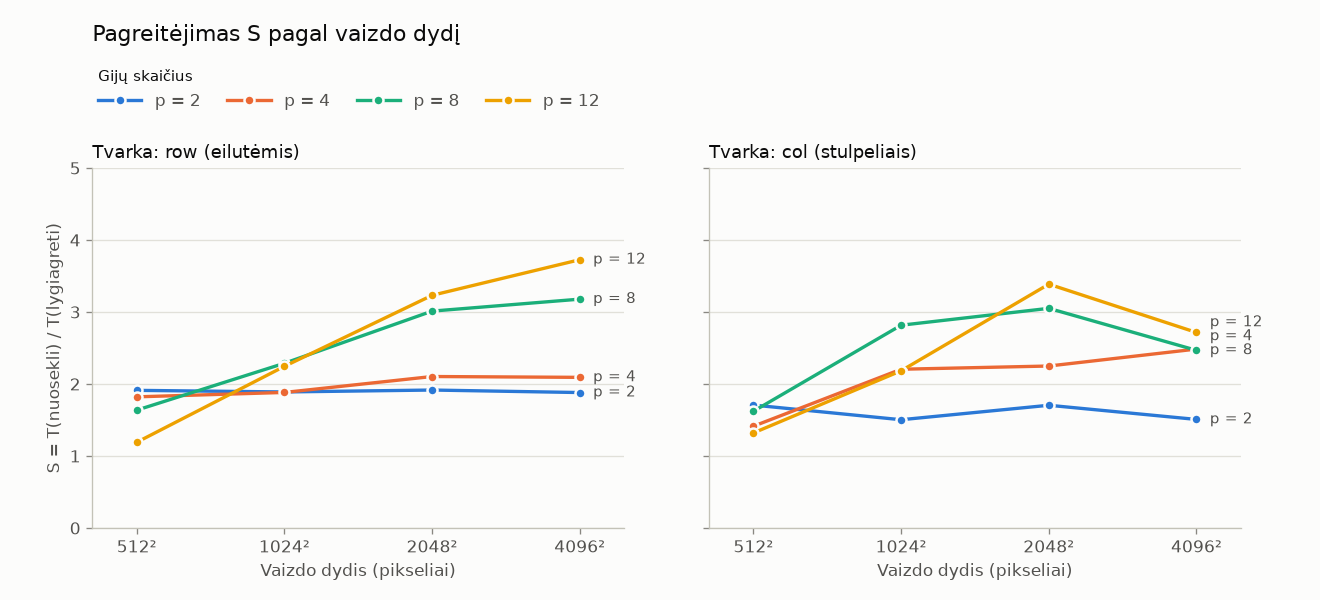 Pagreitėjimas S pagal vaizdo dydį
Gijų skaičius
p = 2 p = 4 p = 8 p = 12
Tvarka: row (eilutėmis)
S = T(nuosekli) / T(lygiagreti)
5
4
3
2
1
0
p = 12
p = 8
p = 4
p = 2
512² 1024² 2048² 4096²
Vaizdo dydis (pikseliai)
Tvarka: col (stulpeliais)
p = 12
p = 4
p = 8
p = 2
512² 1024² 2048² 4096²
Vaizdo dydis (pikseliai)